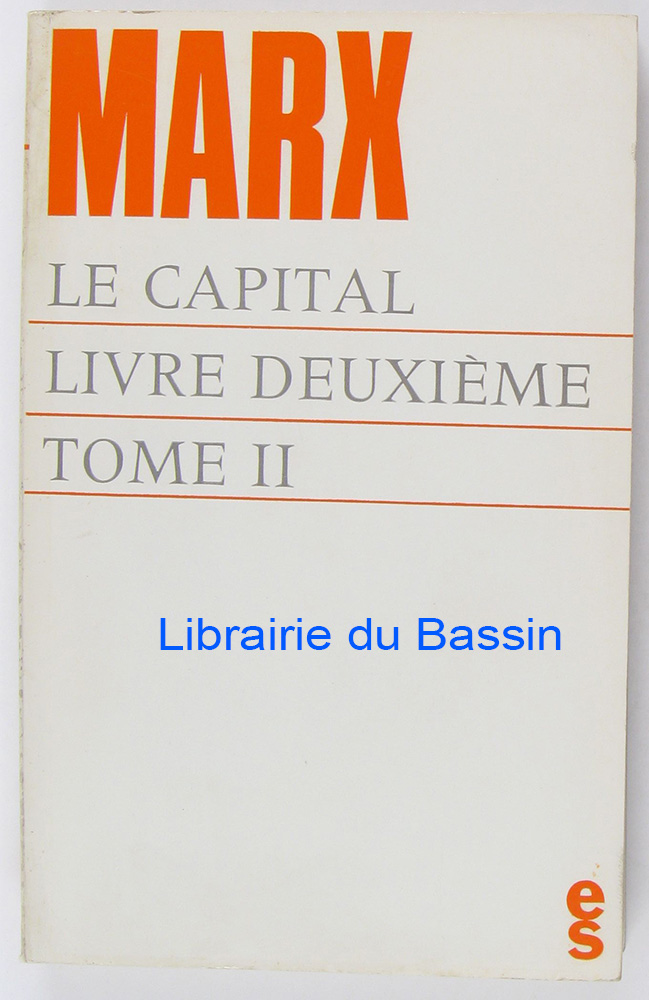 MARX
LE CAPITAL
LIVRE DEUXIÈME
TOME II
Librairie du Bassin
es